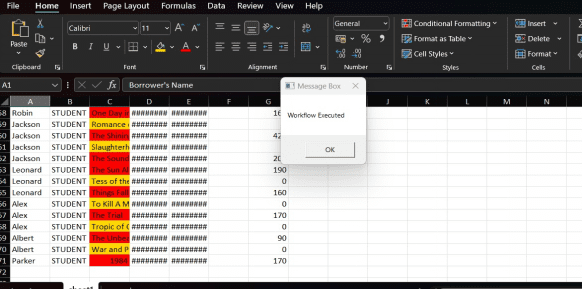 File Home Insert Page Layout Formulas Data Review View Help
Paste
Calibri 11
General
Conditional Formatting
Format as Table
Cell Styles
Insert
Delete
Format
Clipboard Font Alignment Number Styles Cells
A1 fx Borrower's Name
A B C D E F G J K L M N
Robin STUDENT One Day ######## ######## 16
59 Jackson STUDENT Romance ######## ########
60 Jackson STUDENT The Shining ######## ######## 42
61 Jackson STUDENT Slaughterh ######## ########
62 Jackson STUDENT The Sound ######## ######## 20
63 Leonard STUDENT The Sun Al ######## ######## 190
64 Leonard STUDENT Tess of the ######## ######## 0
65 Leonard STUDENT Things Fall ######## ######## 160
66 Alex STUDENT To Kill A M ######## ######## 0
67 Alex STUDENT The Trial ######## ######## 170
68 Alex STUDENT Tropic of C ######## ######## 0
69 Albert STUDENT The Unbea ######## ######## 90
70 Albert STUDENT War and P ######## ######## 0
71 Parker STUDENT 1984 ######## ######## 170
72
Message Box
Workflow Executed
OK